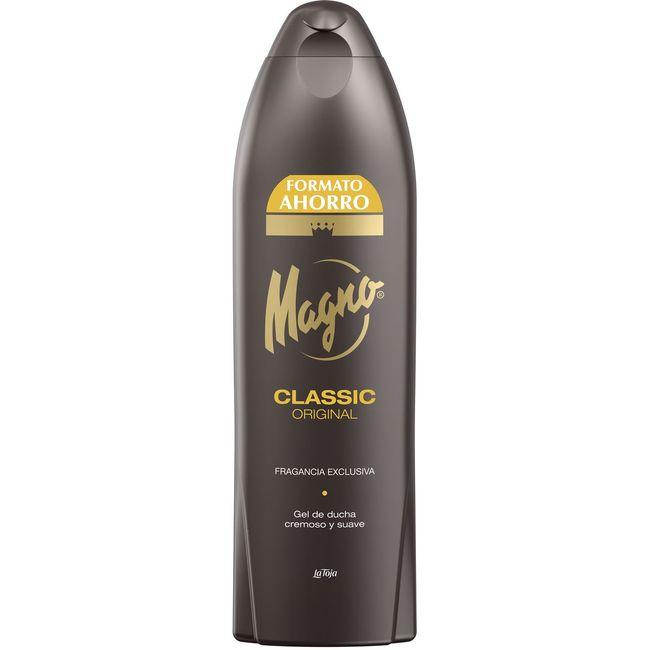 FORMATO
AHORRO
Magno®
CLASSIC
ORIGINAL
FRAGANCIA EXCLUSIVA
•
Gel de ducha
cremoso y suave
La Toja